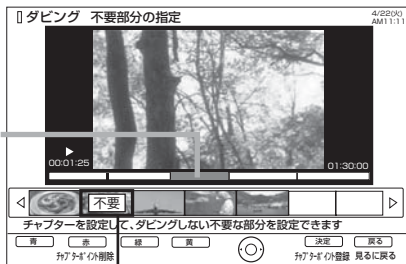 ダビング 不要部分の指定
4/22(火)
AM11:11
00:01:25
01:30:00
不要
チャプターを設定して、ダビングしない不要な部分を設定できます
青 赤 緑 黄 決定 戻る
チャプターポイント削除 チャプターポイント登録 見るに戻る